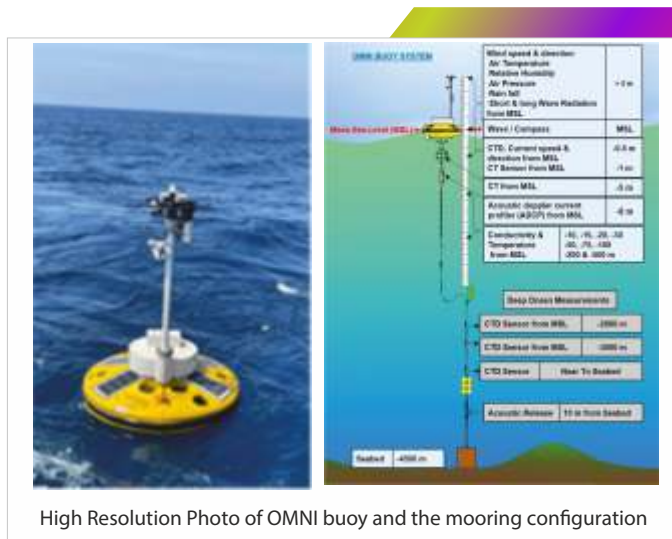 OMNI BUOY SYSTEM
Wind speed & direction
Air Temperature
Relative Humidity
Air Pressure
Rain fall
Short & long Wave Radiation
from MSL
Mean Sea Level (MSL)
Wave / Compass MSL
CTD, Current speed &
direction from MSL
CT Sensor from MSL
CT from MSL
Acoustic doppler current
profiler (ADCP) from MSL
Conductivity &
Temperature
from MSL
Deep Ocean Measurements
CTD Sensor from MSL
CTD Sensor from MSL
CTD Sensor Near To Seabed
Acoustic Release 10 m from Seabed
Seabed
High Resolution Photo of OMNI buoy and the mooring configuration